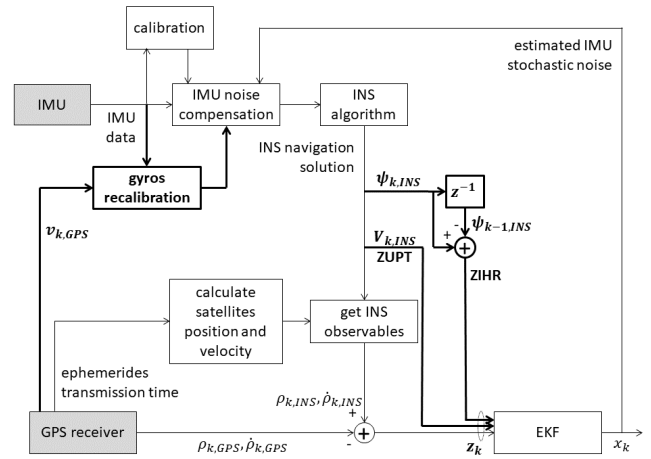 calibration
estimated IMU
stochastic noise
IMU
IMU noise
compensation
INS
algorithm
IMU
data
INS navigation
solution
gyros
recalibration
ψk,INS
z−1
- ψk−1,INS
+
vk,GPS
Vk,INS
ZUPT
ZIHR
calculate
satellites
position and
velocity
get INS
observables
ephemerides
transmission time
ρk,INS, ρ̇k,INS
+
GPS receiver
-
ρk,GPS, ρ̇k,GPS
zk
EKF
xk